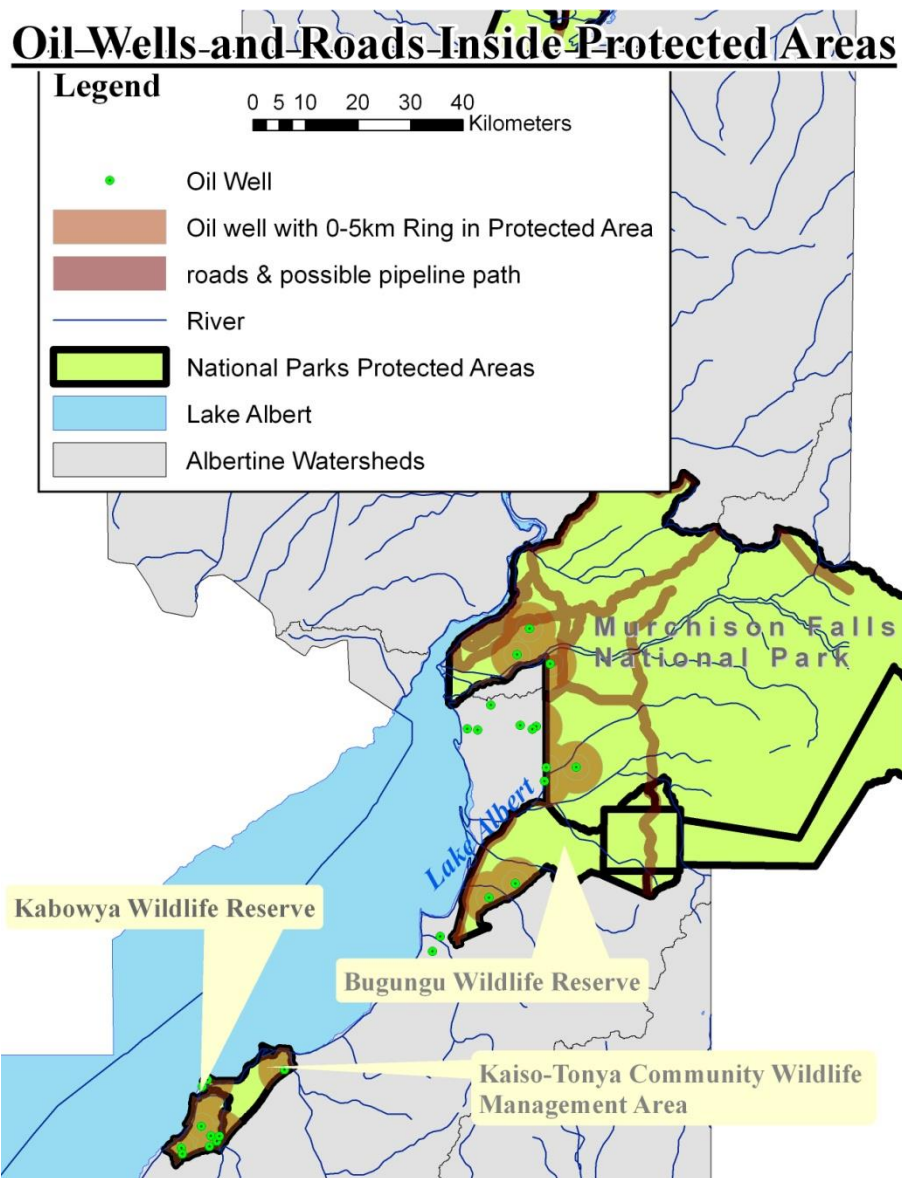 Oil Wells and Roads Inside Protected Areas
Legend
0 5 10 20 30 40
Kilometers
Oil Well
Oil well with 0-5km Ring in Protected Area
roads & possible pipeline path
River
National Parks Protected Areas
Lake Albert
Albertine Watersheds
Murchison Falls
National Park
Lake Albert
Kabowya Wildlife Reserve
Bugungu Wildlife Reserve
Kaiso-Tonya Community Wildlife
Management Area